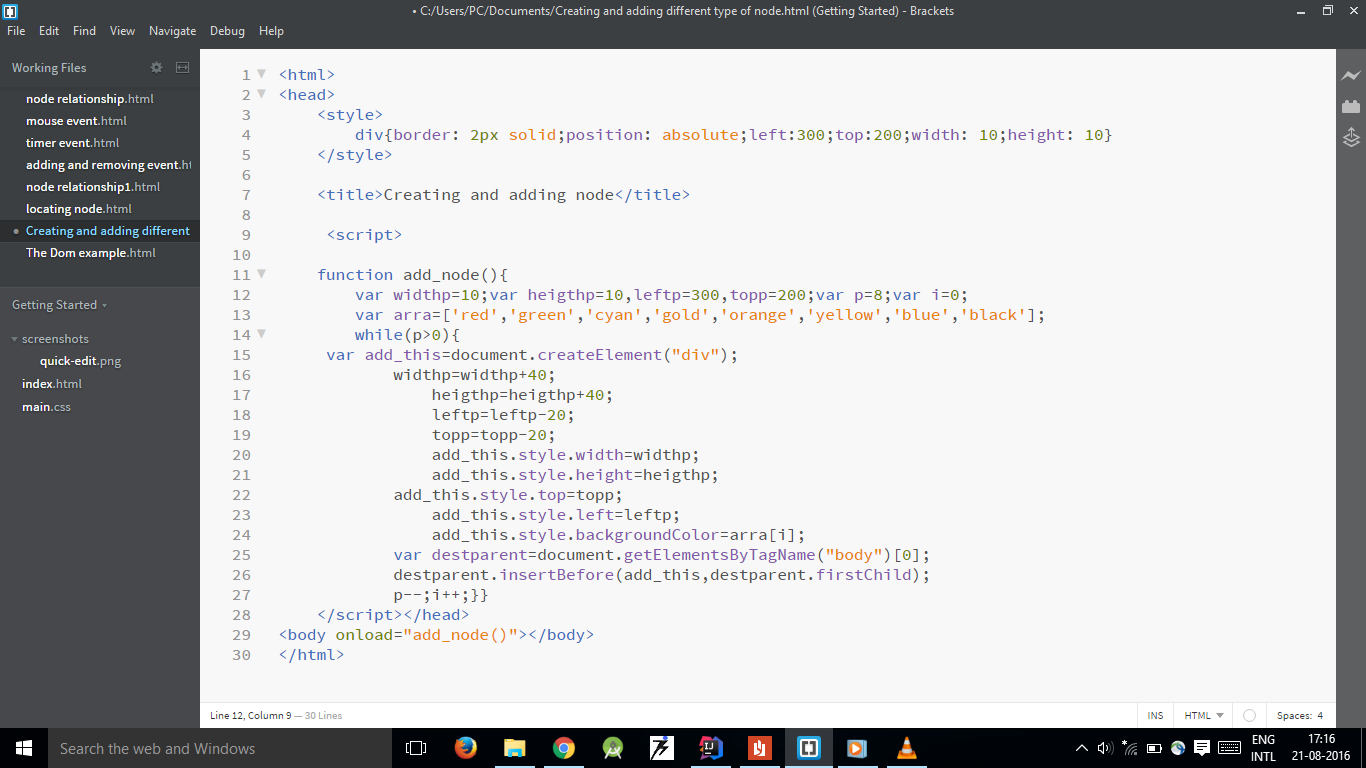 • C:/Users/PC/Documents/Creating and adding different type of node.html (Getting Started) - Brackets
File Edit Find View Navigate Debug Help
Working Files
node relationship.html
mouse event.html
timer event.html
adding and removing event.ht
node relationship1.html
locating node.html
• Creating and adding different
The Dom example.html
Getting Started
screenshots
quick-edit.png
index.html
main.css
1 <html>
2 <head>
3 <style>
4 div{border: 2px solid;position: absolute;left:300;top:200;width: 10;height: 10}
5 </style>
6
7 <title>Creating and adding node</title>
8
9 <script>
10
11 function add_node(){
12 var widthp=10;var heigthp=10,leftp=300,topp=200;var p=8;var i=0;
13 var arra=['red','green','cyan','gold','orange','yellow','blue','black'];
14 while(p>0){
15 var add_this=document.createElement("div");
16 widthp=widthp+40;
17 heigthp=heigthp+40;
18 leftp=leftp-20;
19 topp=topp-20;
20 add_this.style.width=widthp;
21 add_this.style.height=heigthp;
22 add_this.style.top=topp;
23 add_this.style.left=leftp;
24 add_this.style.backgroundColor=arra[i];
25 var destparent=document.getElementsByTagName("body")[0];
26 destparent.insertBefore(add_this,destparent.firstChild);
27 p--;i++;}}
28 </script></head>
29 <body onload="add_node()"></body>
30 </html>
Line 12, Column 9 — 30 Lines
INS HTML Spaces: 4
Search the web and Windows
ENG
INTL
17:16
21-08-2016